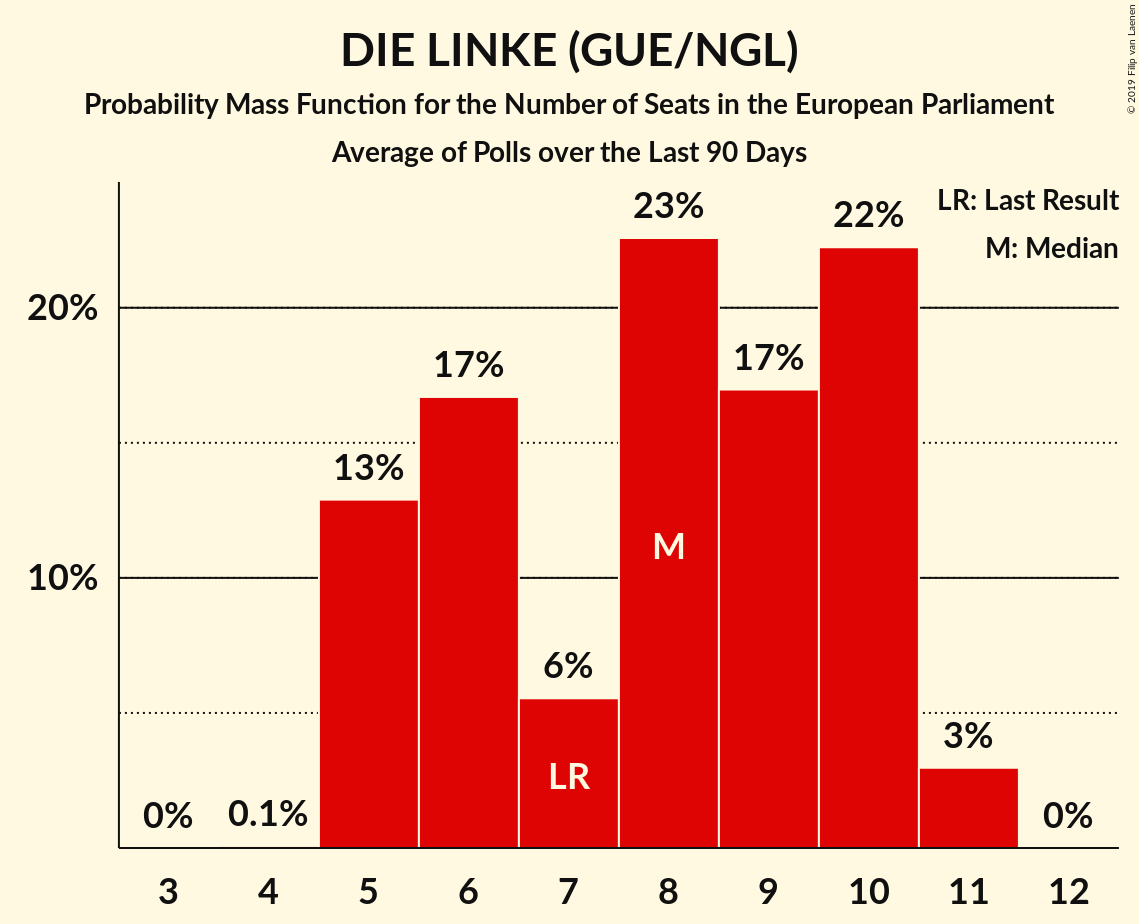 DIE LINKE (GUE/NGL)
Probability Mass Function for the Number of Seats in the European Parliament
Average of Polls over the Last 90 Days
© 2019 Filip van Laenen
LR: Last Result
M: Median
23%
22%
20%
17%
17%
13%
M
10%
6%
3%
LR
0%
0.1%
0%
3 4 5 6 7 8 9 10 11 12